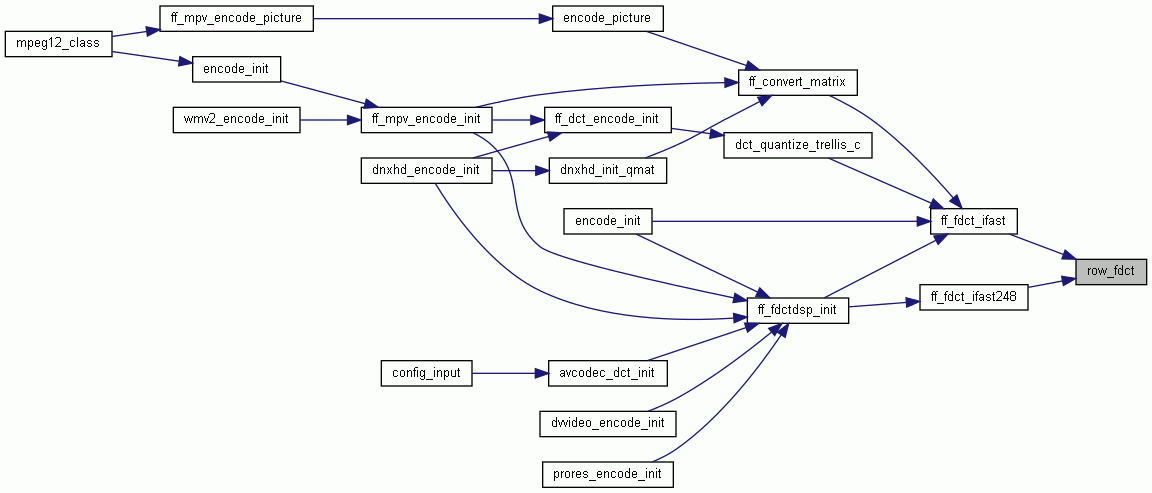 ff_mpv_encode_picture
encode_picture
mpeg12_class
encode_init
ff_convert_matrix
wmv2_encode_init
ff_mpv_encode_init
ff_dct_encode_init
dct_quantize_trellis_c
dnxhd_encode_init
dnxhd_init_qmat
encode_init
ff_fdct_ifast
row_fdct
ff_fdct_ifast248
ff_fdctdsp_init
config_input
avcodec_dct_init
dvvideo_encode_init
prores_encode_init